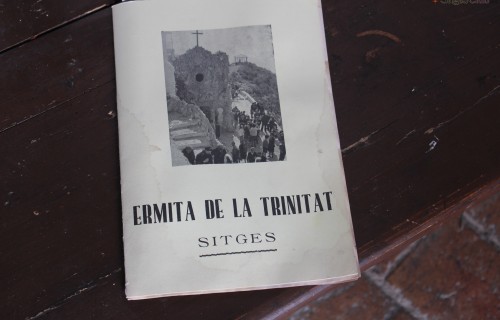 ERMITA DE LA TRINITAT
SITGES